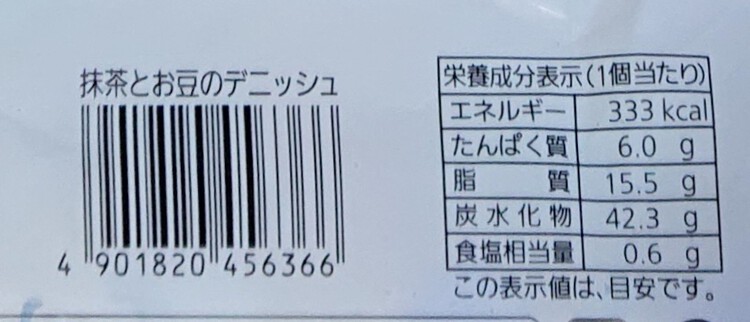 抹茶とお豆のデニッシュ
4 901820 456366
栄養成分表示(1個当たり)
エネルギー 333 kcal
たんぱく質 6.0 g
脂質 15.5 g
炭水化物 42.3 g
食塩相当量 0.6 g
この表示値は、目安です。